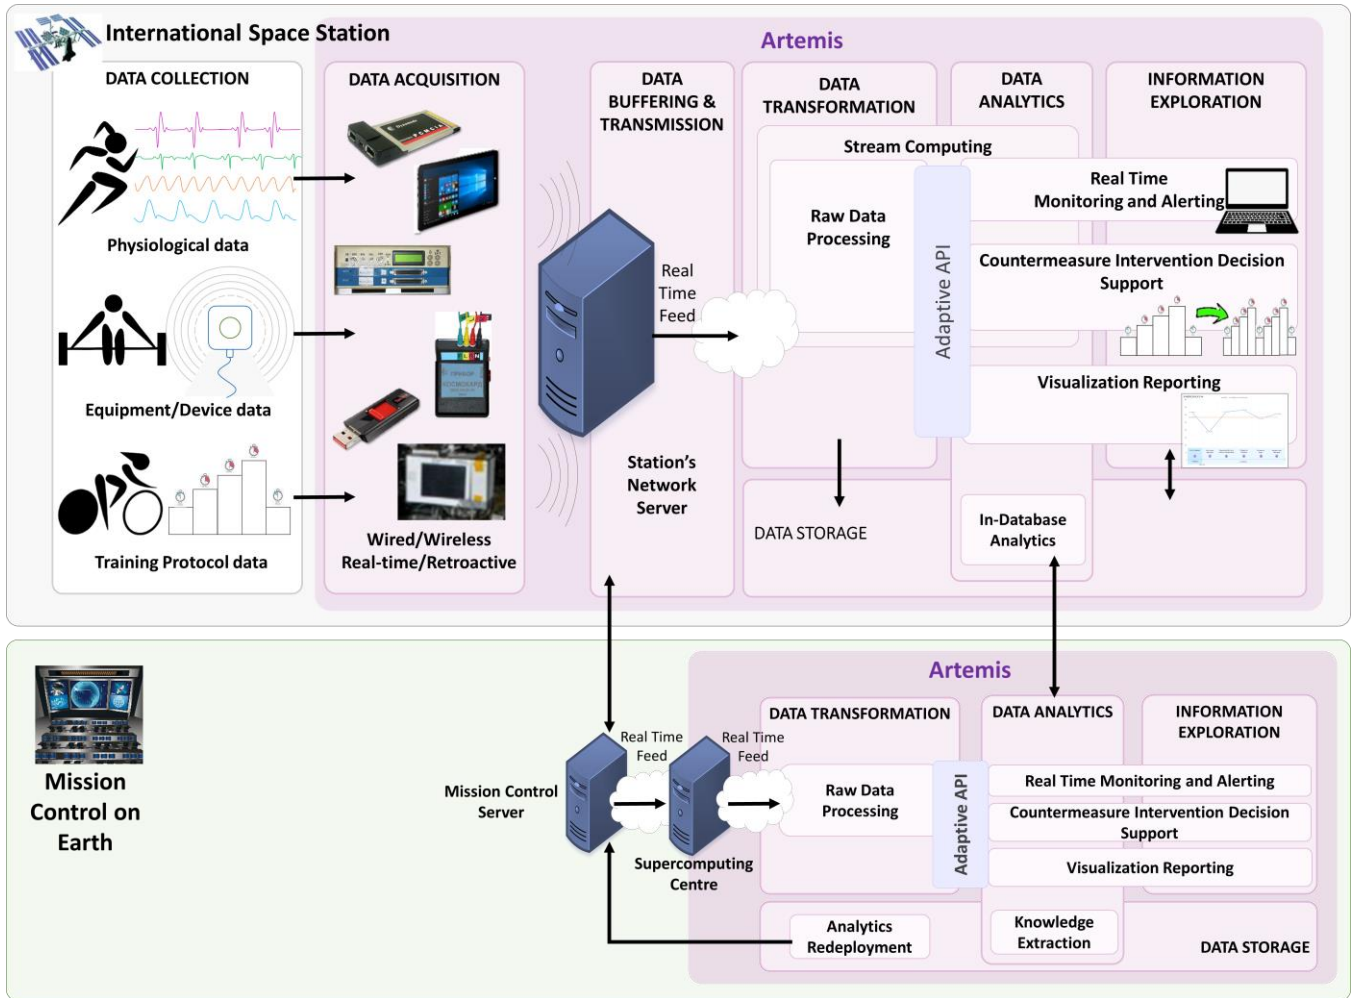 International Space Station
Artemis
DATA COLLECTION
Physiological data
Equipment/Device data
Training Protocol data
DATA ACQUISITION
PCMCIA
Wired/Wireless
Real-time/Retroactive
DATA
BUFFERING &
TRANSMISSION
Real
Time
Feed
Station's
Network
Server
DATA
TRANSFORMATION
DATA
ANALYTICS
INFORMATION
EXPLORATION
Stream Computing
Raw Data
Processing
Adaptive API
Real Time
Monitoring and Alerting
Countermeasure Intervention Decision
Support
Visualization Reporting
DATA STORAGE
In-Database
Analytics
Mission
Control on
Earth
Artemis
Mission Control
Server
Real Time
Feed
Supercomputing
Centre
Real Time
Feed
DATA TRANSFORMATION
DATA ANALYTICS
INFORMATION
EXPLORATION
Raw Data
Processing
Adaptive API
Real Time Monitoring and Alerting
Countermeasure Intervention Decision
Support
Visualization Reporting
Analytics
Redeployment
Knowledge
Extraction
DATA STORAGE